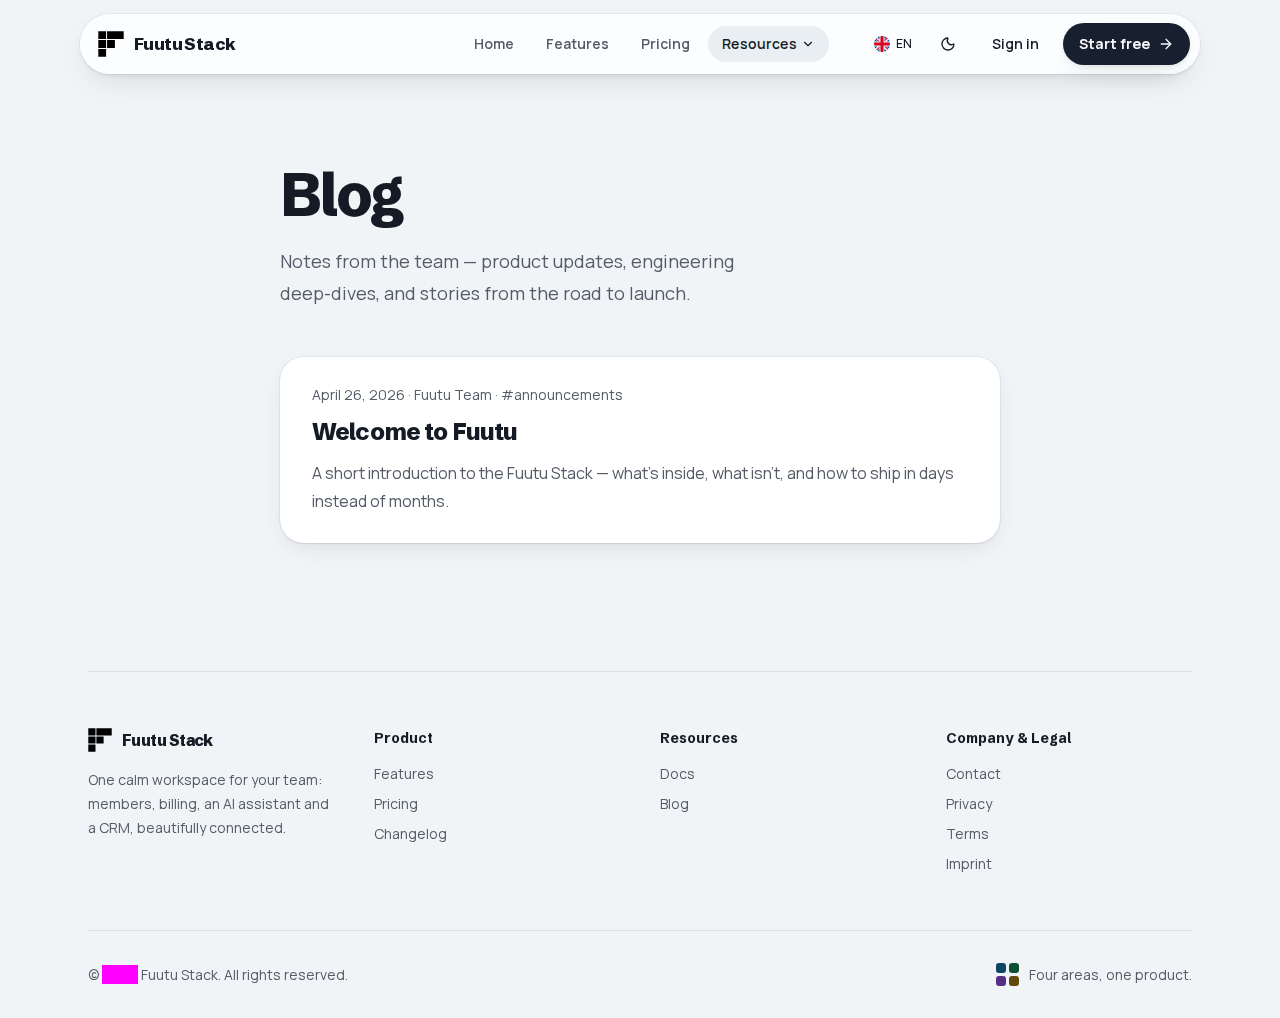 Fuutu Stack
Home
Features
Pricing
Resources
EN
Sign in
Start free
Blog
Notes from the team — product updates, engineering
deep-dives, and stories from the road to launch.
April 26, 2026 · Fuutu Team · #announcements
Welcome to Fuutu
A short introduction to the Fuutu Stack — what's inside, what isn't, and how to ship in days
instead of months.
Fuutu Stack
One calm workspace for your team:
members, billing, an AI assistant and
a CRM, beautifully connected.
Product
Features
Pricing
Changelog
Resources
Docs
Blog
Company & Legal
Contact
Privacy
Terms
Imprint
© Fuutu Stack. All rights reserved.
Four areas, one product.